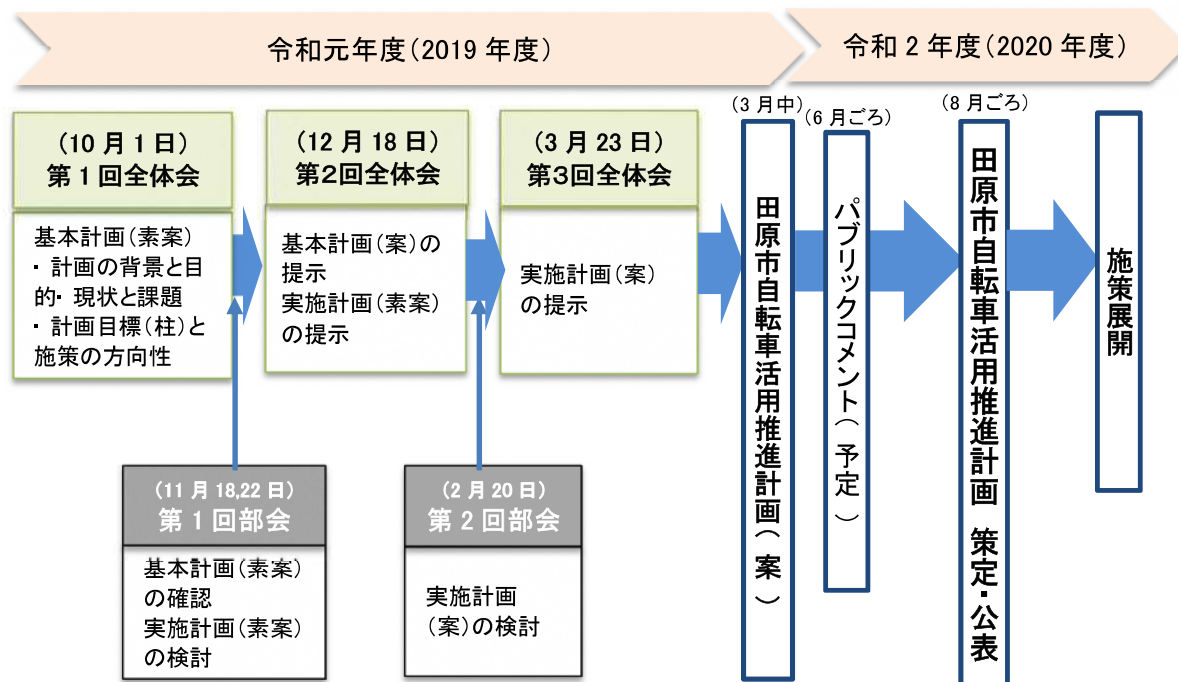 令和元年度(2019 年度)
令和 2 年度(2020 年度)
(10 月 1 日)
第 1 回全体会
基本計画(素案)
・ 計画の背景と目
的・ 現状と課題
・ 計画目標(柱)と
施策の方向性
(11 月 18,22 日)
第 1 回部会
基本計画(素案)
の確認
実施計画(素案)
の検討
(12 月 18 日)
第2回全体会
基本計画(案)の
提示
実施計画(素案)
の提示
(2 月 20 日)
第 2 回部会
実施計画
(案)の検討
(3 月 23 日)
第3回全体会
実施計画(案)
の提示
(3 月中)
田原市自転車活用推進計画(案)
(6 月ごろ)
パブリックコメント(予定)
(8 月ごろ)
田原市自転車活用推進計画 策定・公表
施策展開